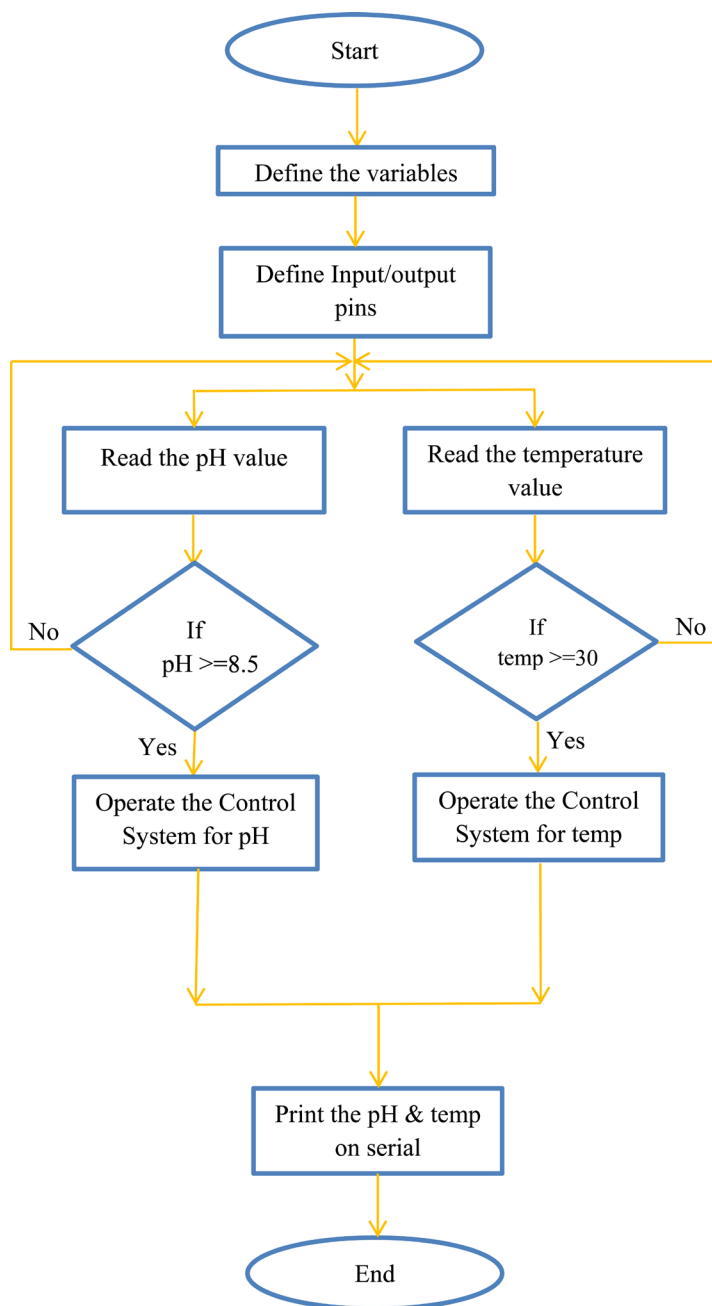 Start
Define the variables
Define Input/output
pins
Read the pH value
Read the temperature
value
No
If
pH >=8.5
If
temp >=30
No
Yes
Yes
Operate the Control
System for pH
Operate the Control
System for temp
Print the pH & temp
on serial
End